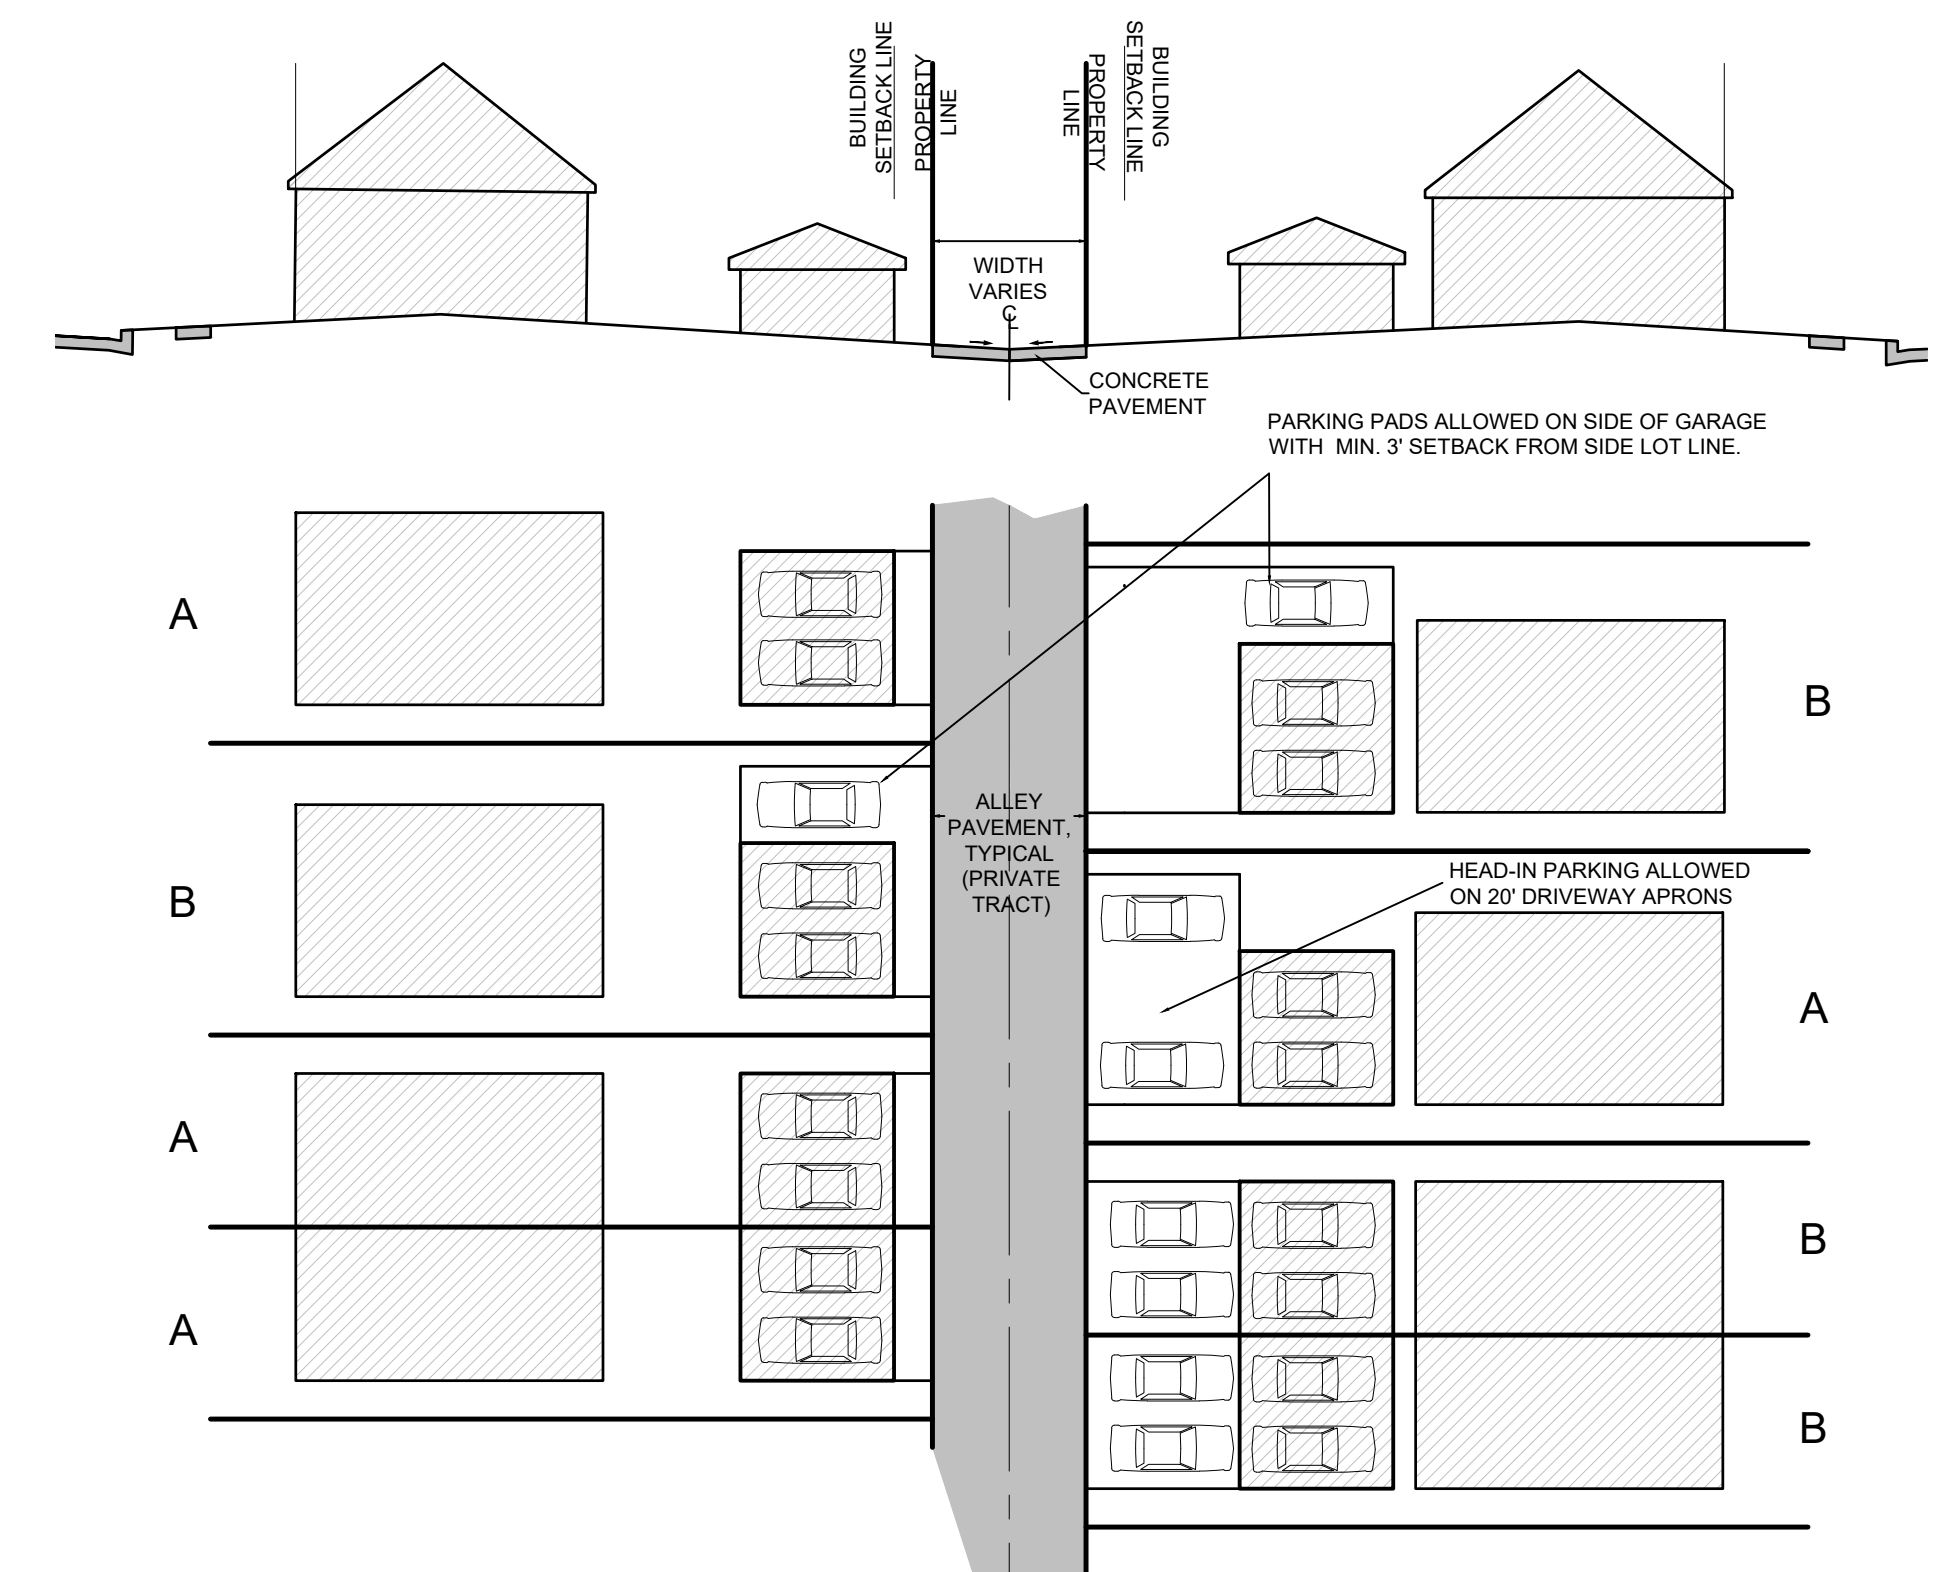 BUILDING
SETBACK LINE
PROPERTY
LINE
PROPERTY
LINE
BUILDING
SETBACK LINE
WIDTH
VARIES
CL
CONCRETE
PAVEMENT
PARKING PADS ALLOWED ON SIDE OF GARAGE
WITH MIN. 3' SETBACK FROM SIDE LOT LINE.
A
B
B
ALLEY
PAVEMENT,
TYPICAL
(PRIVATE
TRACT)
HEAD-IN PARKING ALLOWED
ON 20' DRIVEWAY APRONS
A
A
B
A
B